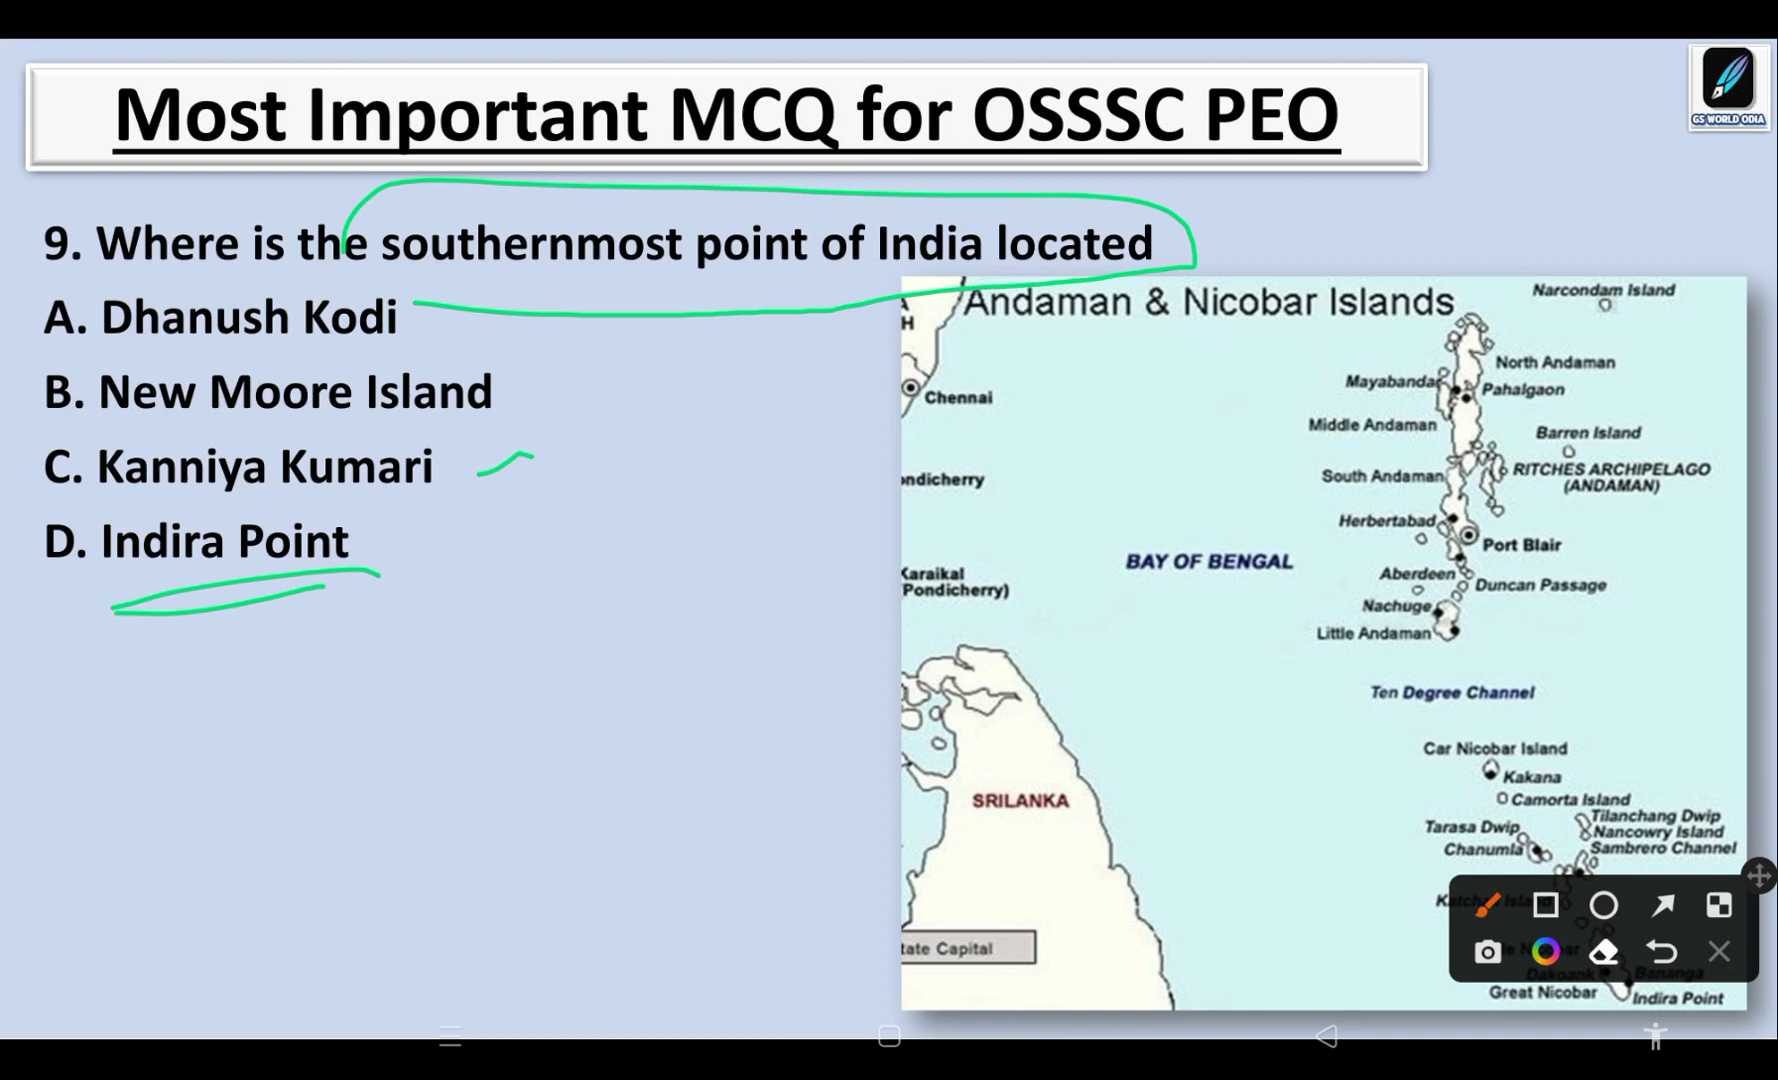 Most Important MCQ for OSSSC PEO
GS WORLD ODIA
9. Where is the southernmost point of India located
A. Dhanush Kodi
B. New Moore Island
C. Kanniya Kumari
D. Indira Point
Andaman & Nicobar Islands
Narcondam Island
H
North Andaman
Mayabanda
Pahalgaon
Chennai
Middle Andaman
Barren Island
RITCHES ARCHIPELAGO
(ANDAMAN)
South Andaman
ndicherry
Herbertabad
Port Blair
BAY OF BENGAL
Karaikal
Pondicherry)
Aberdeen
Duncan Passage
Nachuge
Little Andaman
Ten Degree Channel
Car Nicobar Island
Kakana
Camorta Island
SRILANKA
Tilanchang Dwip
Tarasa Dwip
Nancowry Island
Chanumla
Sambrero Channel
tate Capital
Bananga
Great Nicobar
Indira Point